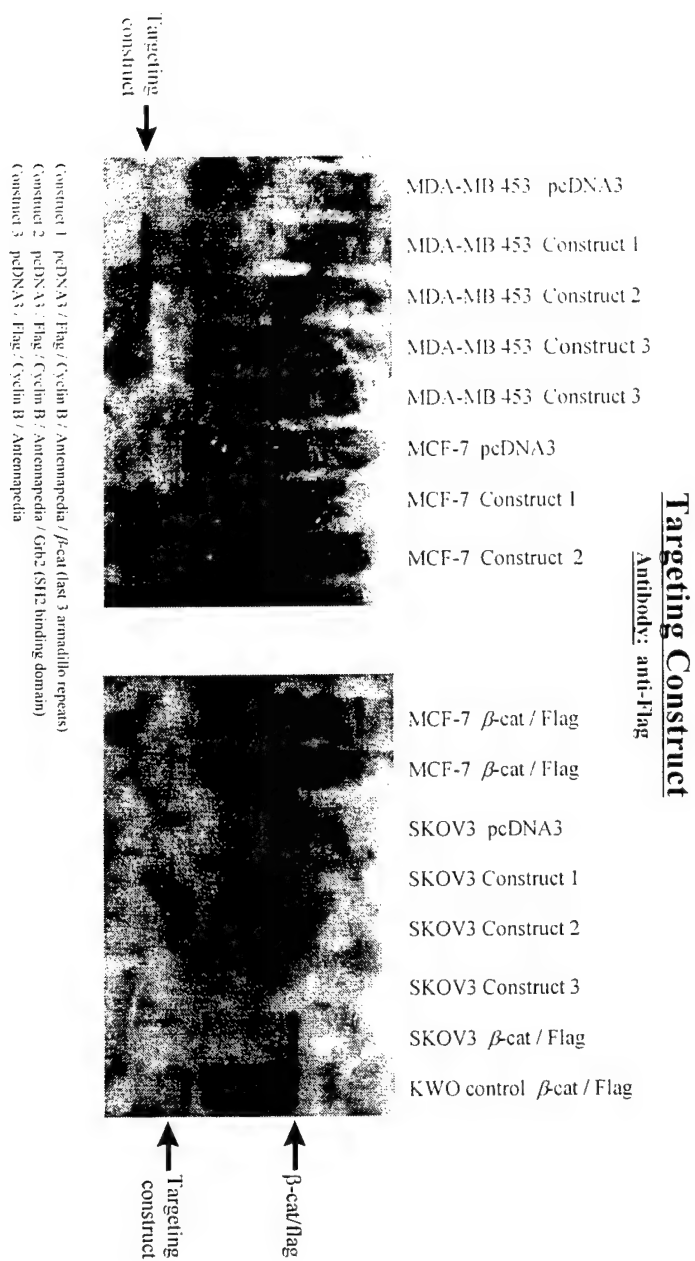 Targeting Construct
Antibody: anti-Flag
MDA-MB 453 pcDNA3
MDA-MB 453 Construct 1
MDA-MB 453 Construct 2
MDA-MB 453 Construct 3
MDA-MB 453 Construct 3
MCF-7 pcDNA3
MCF-7 Construct 1
MCF-7 Construct 2
MCF-7 β-cat / Flag
MCF-7 β-cat / Flag
SKOV3 pcDNA3
SKOV3 Construct 1
SKOV3 Construct 2
SKOV3 Construct 3
SKOV3 β-cat / Flag
KWO control β-cat / Flag
Targeting
construct
β-cat/flag
Targeting
construct
Construct 1 pcDNA3 / Flag / Cyclin B / Antennapedia / β-cat (last 3 armadillo repeats)
Construct 2 pcDNA3 / Flag / Cyclin B / Antennapedia / Grb2 (SH2 binding domain)
Construct 3 pcDNA3 / Flag / Cyclin B / Antennapedia